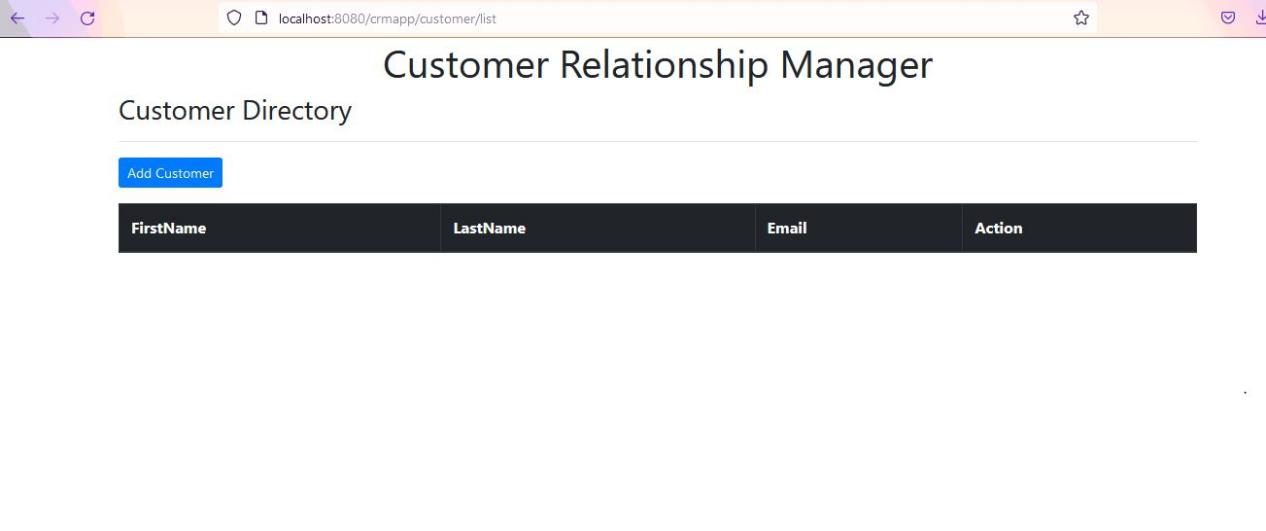 localhost:8080/crmapp/customer/list
Customer Relationship Manager
Customer Directory
Add Customer
FirstName LastName Email Action